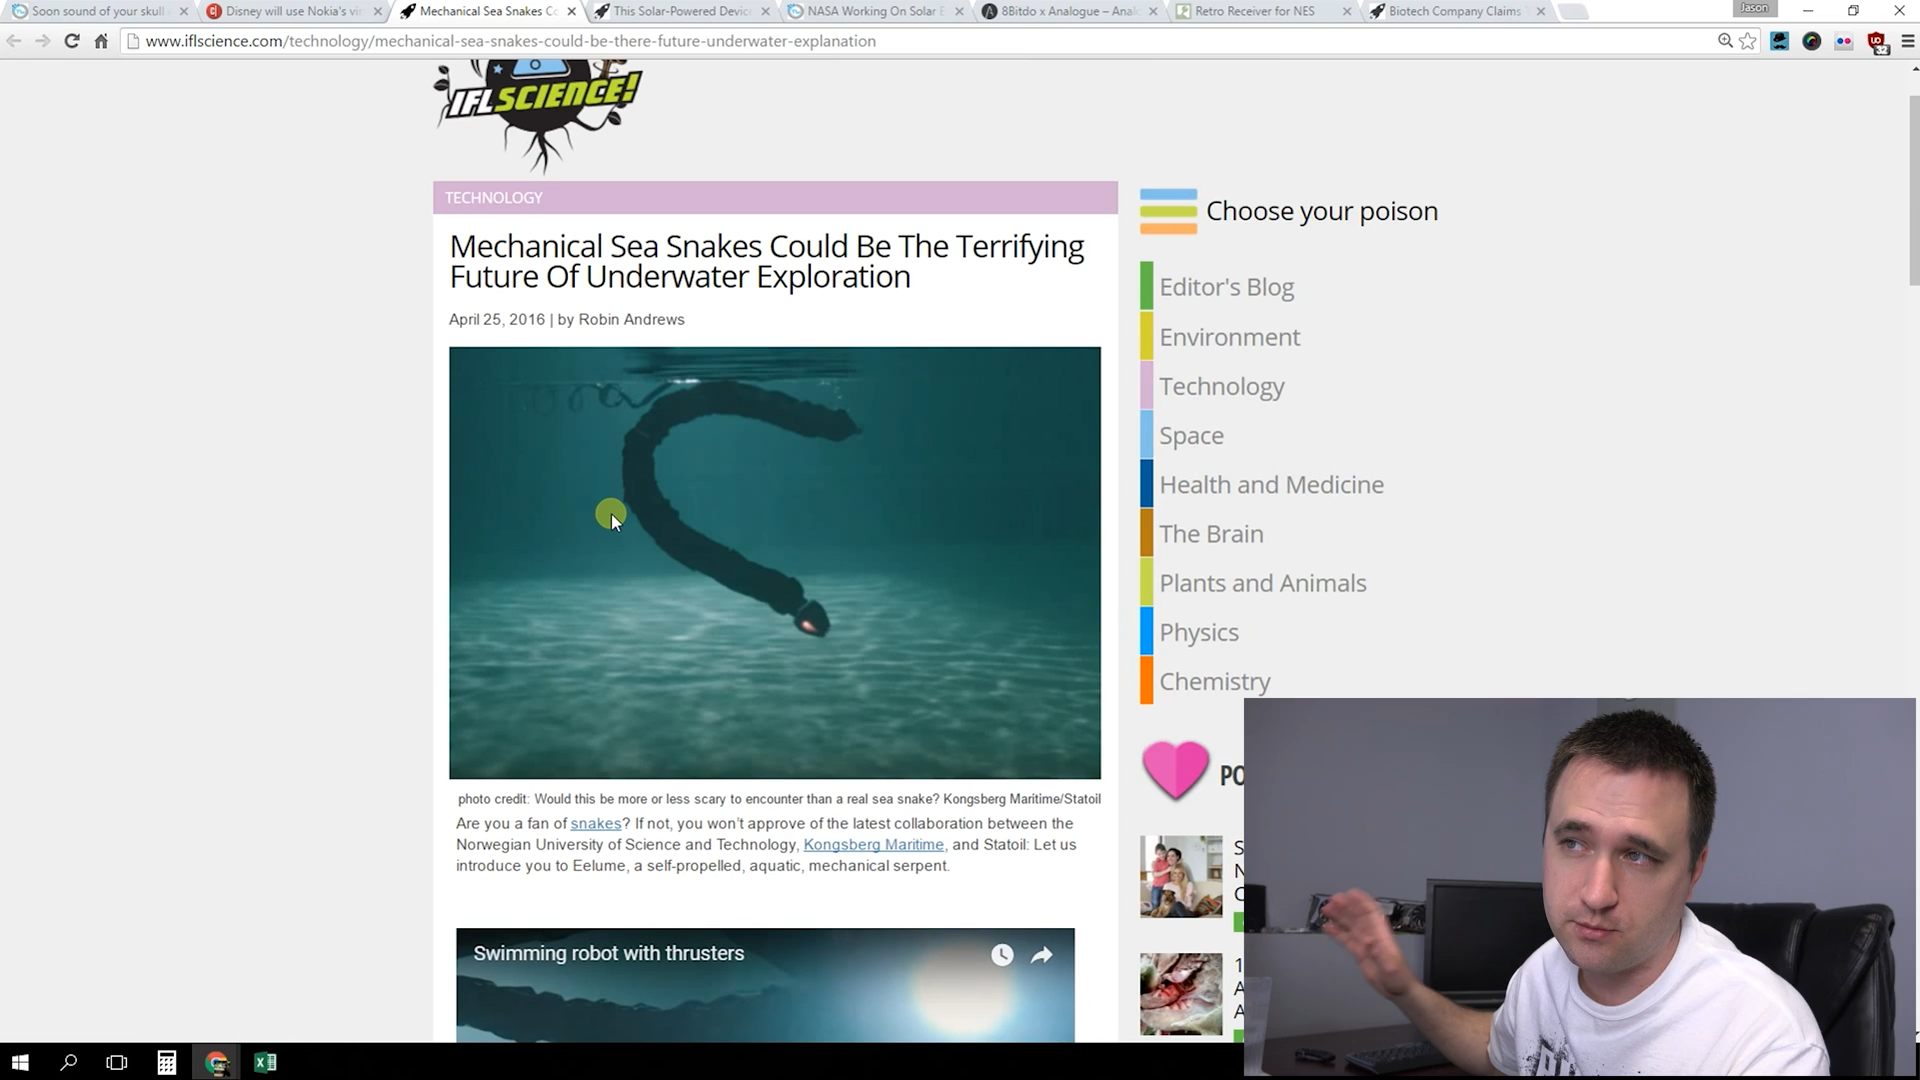 Soon sound of your skull
Disney will use Nokia's vir
Mechanical Sea Snakes Co
This Solar-Powered Device
NASA Working On Solar E
8Bitdo x Analogue – Anal
Retro Receiver for NES
Biotech Company Claims
Jason
www.iflscience.com/technology/mechanical-sea-snakes-could-be-there-future-underwater-explanation
32
IFLSCIENCE!
TECHNOLOGY
Mechanical Sea Snakes Could Be The Terrifying
Future Of Underwater Exploration
April 25, 2016 | by Robin Andrews
photo credit: Would this be more or less scary to encounter than a real sea snake? Kongsberg Maritime/Statoil
Are you a fan of snakes? If not, you won't approve of the latest collaboration between the
Norwegian University of Science and Technology, Kongsberg Maritime, and Statoil: Let us
introduce you to Eelume, a self-propelled, aquatic, mechanical serpent.
Swimming robot with thrusters
Choose your poison
Editor's Blog
Environment
Technology
Space
Health and Medicine
The Brain
Plants and Animals
Physics
Chemistry
PO
S
N
C
1
A
A